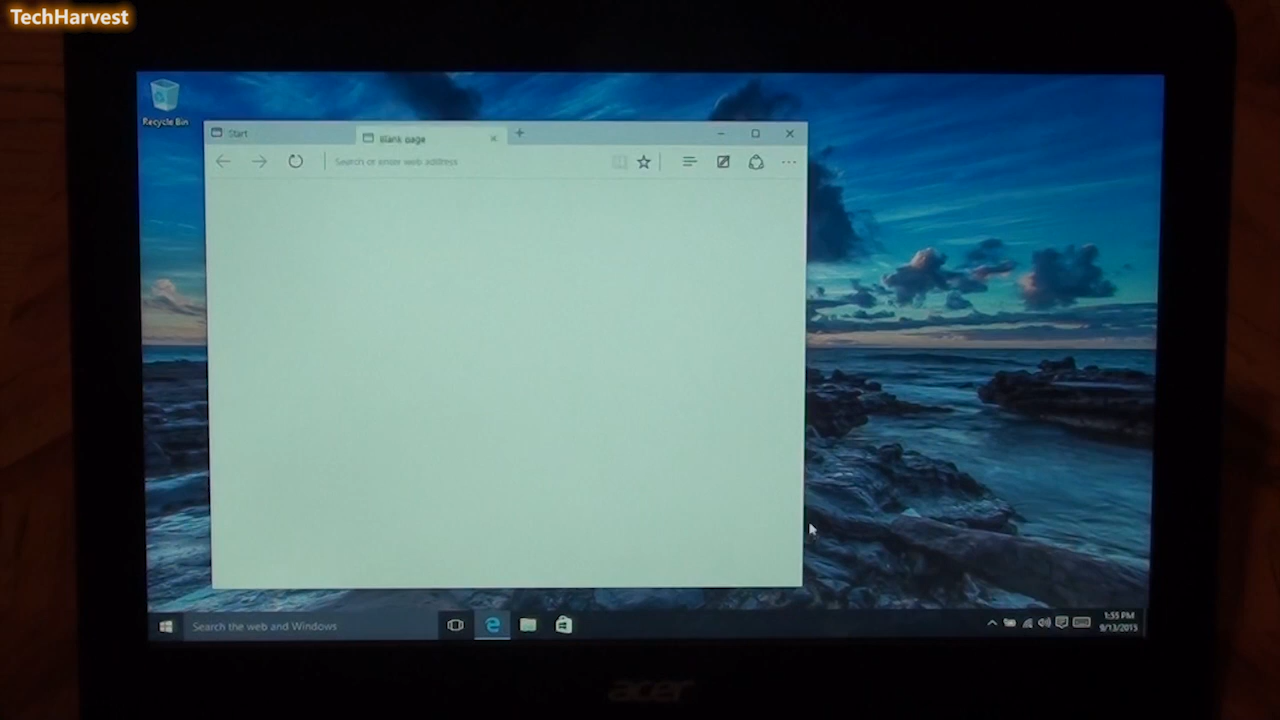 TechHarvest
Recycle Bin
Start
Blank page
Search or enter web address
Search the web and Windows
1:55 PM
9/13/2015
acer